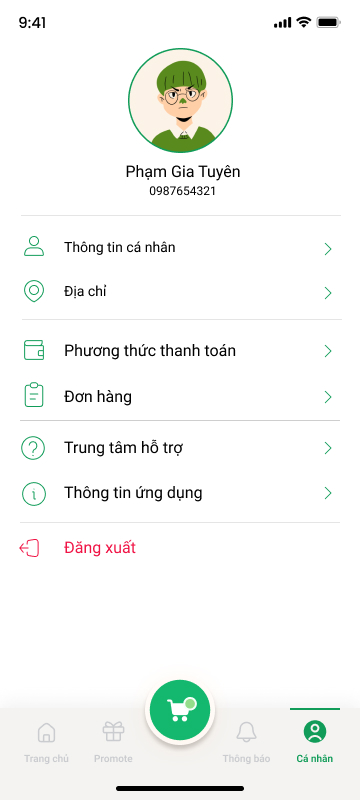 9:41
Phạm Gia Tuyên
0987654321
Thông tin cá nhân
Địa chỉ
Phương thức thanh toán
Đơn hàng
Trung tâm hỗ trợ
Thông tin ứng dụng
Đăng xuất
Trang chủ
Promote
Thông báo
Cá nhân